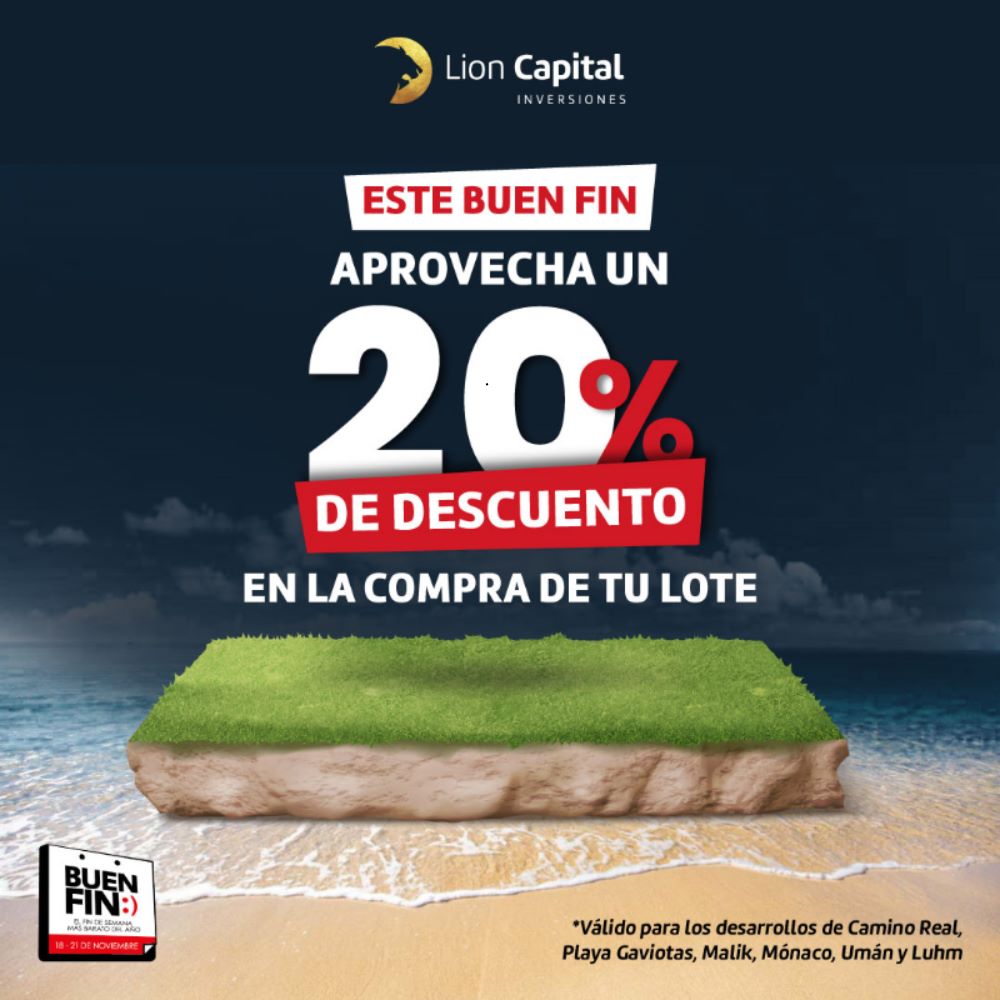 Lion Capital
INVERSIONES
ESTE BUEN FIN
APROVECHA UN
20%
DE DESCUENTO
EN LA COMPRA DE TU LOTE
BUEN
FIN:)
EL FIN DE SEMANA
MÁS BARATO DEL AÑO
18 - 21 DE NOVIEMBRE
*Válido para los desarrollos de Camino Real,
Playa Gaviotas, Malik, Mónaco, Umán y Luhm